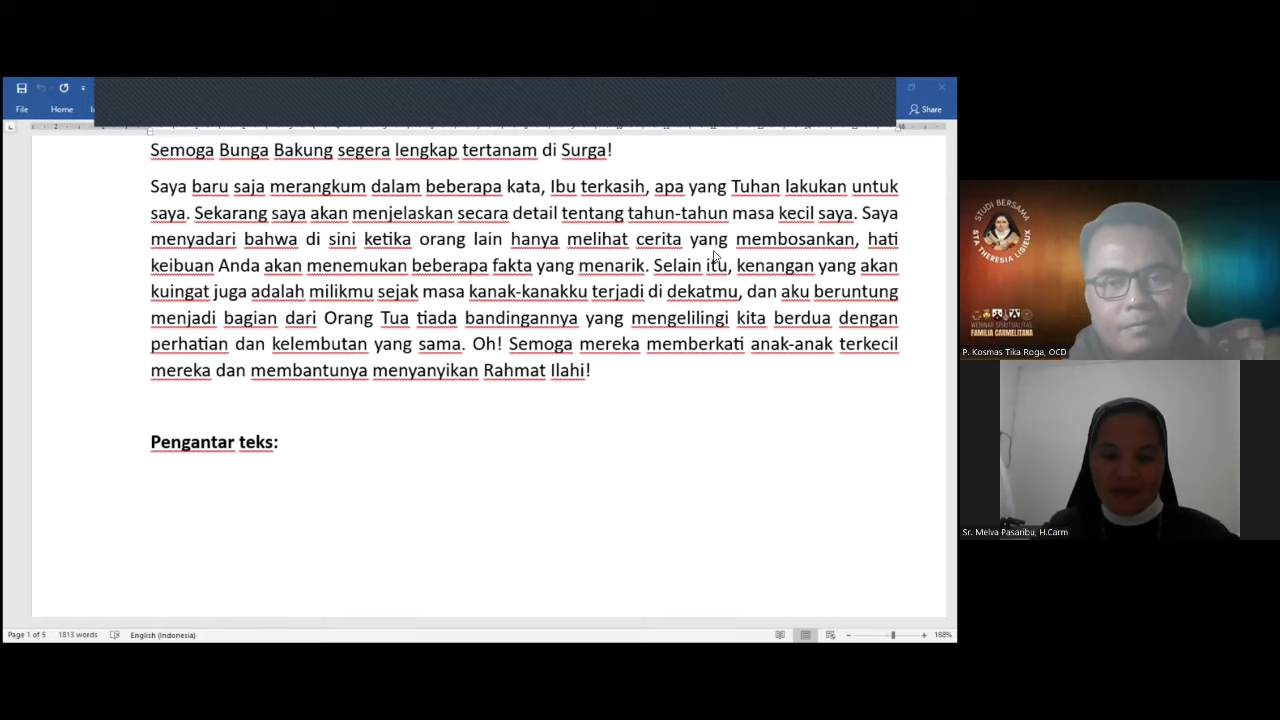 File Home
Share
Semoga Bunga Bakung segera lengkap tertanam di Surga!
Saya baru saja merangkum dalam beberapa kata, Ibu terkasih, apa yang Tuhan lakukan untuk
saya. Sekarang saya akan menjelaskan secara detail tentang tahun-tahun masa kecil saya. Saya
menyadari bahwa di sini ketika orang lain hanya melihat cerita yang membosankan, hati
keibuan Anda akan menemukan beberapa fakta yang menarik. Selain itu, kenangan yang akan
kuingat juga adalah milikmu sejak masa kanak-kanakku terjadi di dekatmu, dan aku beruntung
menjadi bagian dari Orang Tua tiada bandingannya yang mengelilingi kita berdua dengan
perhatian dan kelembutan yang sama. Oh! Semoga mereka memberkati anak-anak terkecil
mereka dan membantunya menyanyikan Rahmat Ilahi!
Pengantar teks:
Page 1 of 5 1813 words English (Indonesia) 188%
STUDI BERSAMA
STA THERESIA LISIEUX
WEBINAR SPIRITUALITAS
FAMILIA CARMELITANA
P. Kosmas Tika Roga, OCD
Sr. Melva Pasaribu, H.Carm